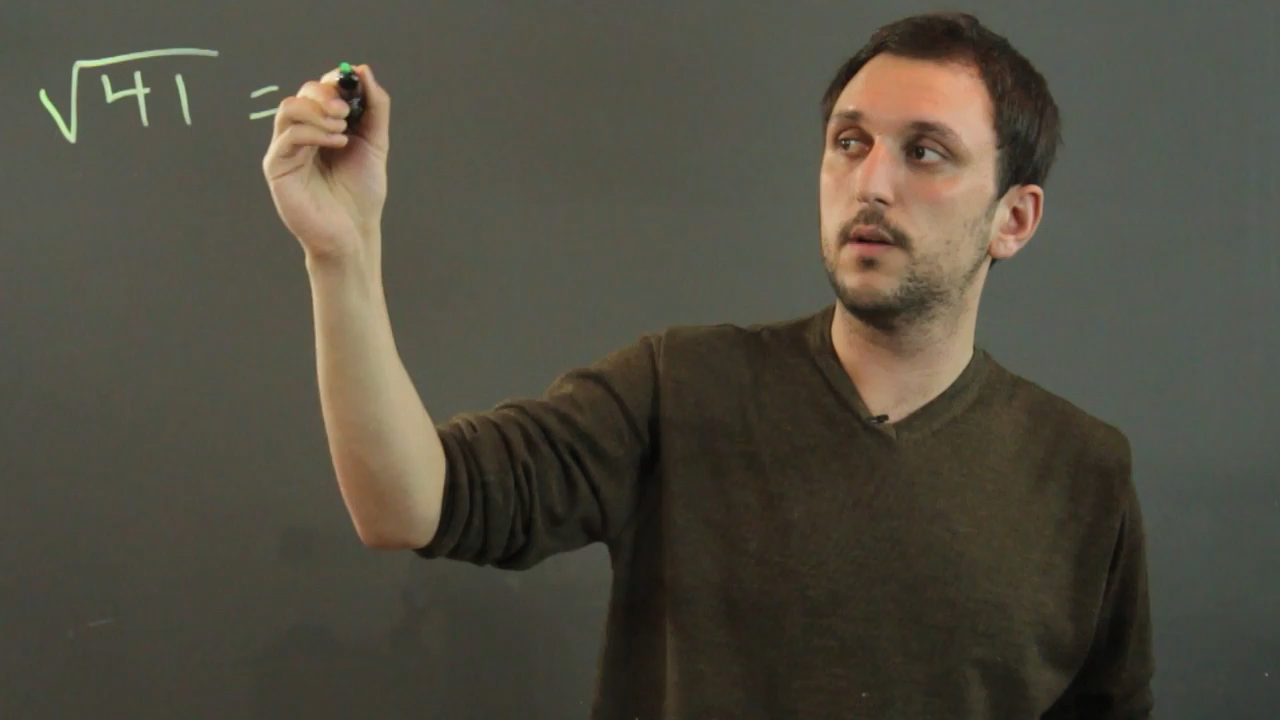 √41 =